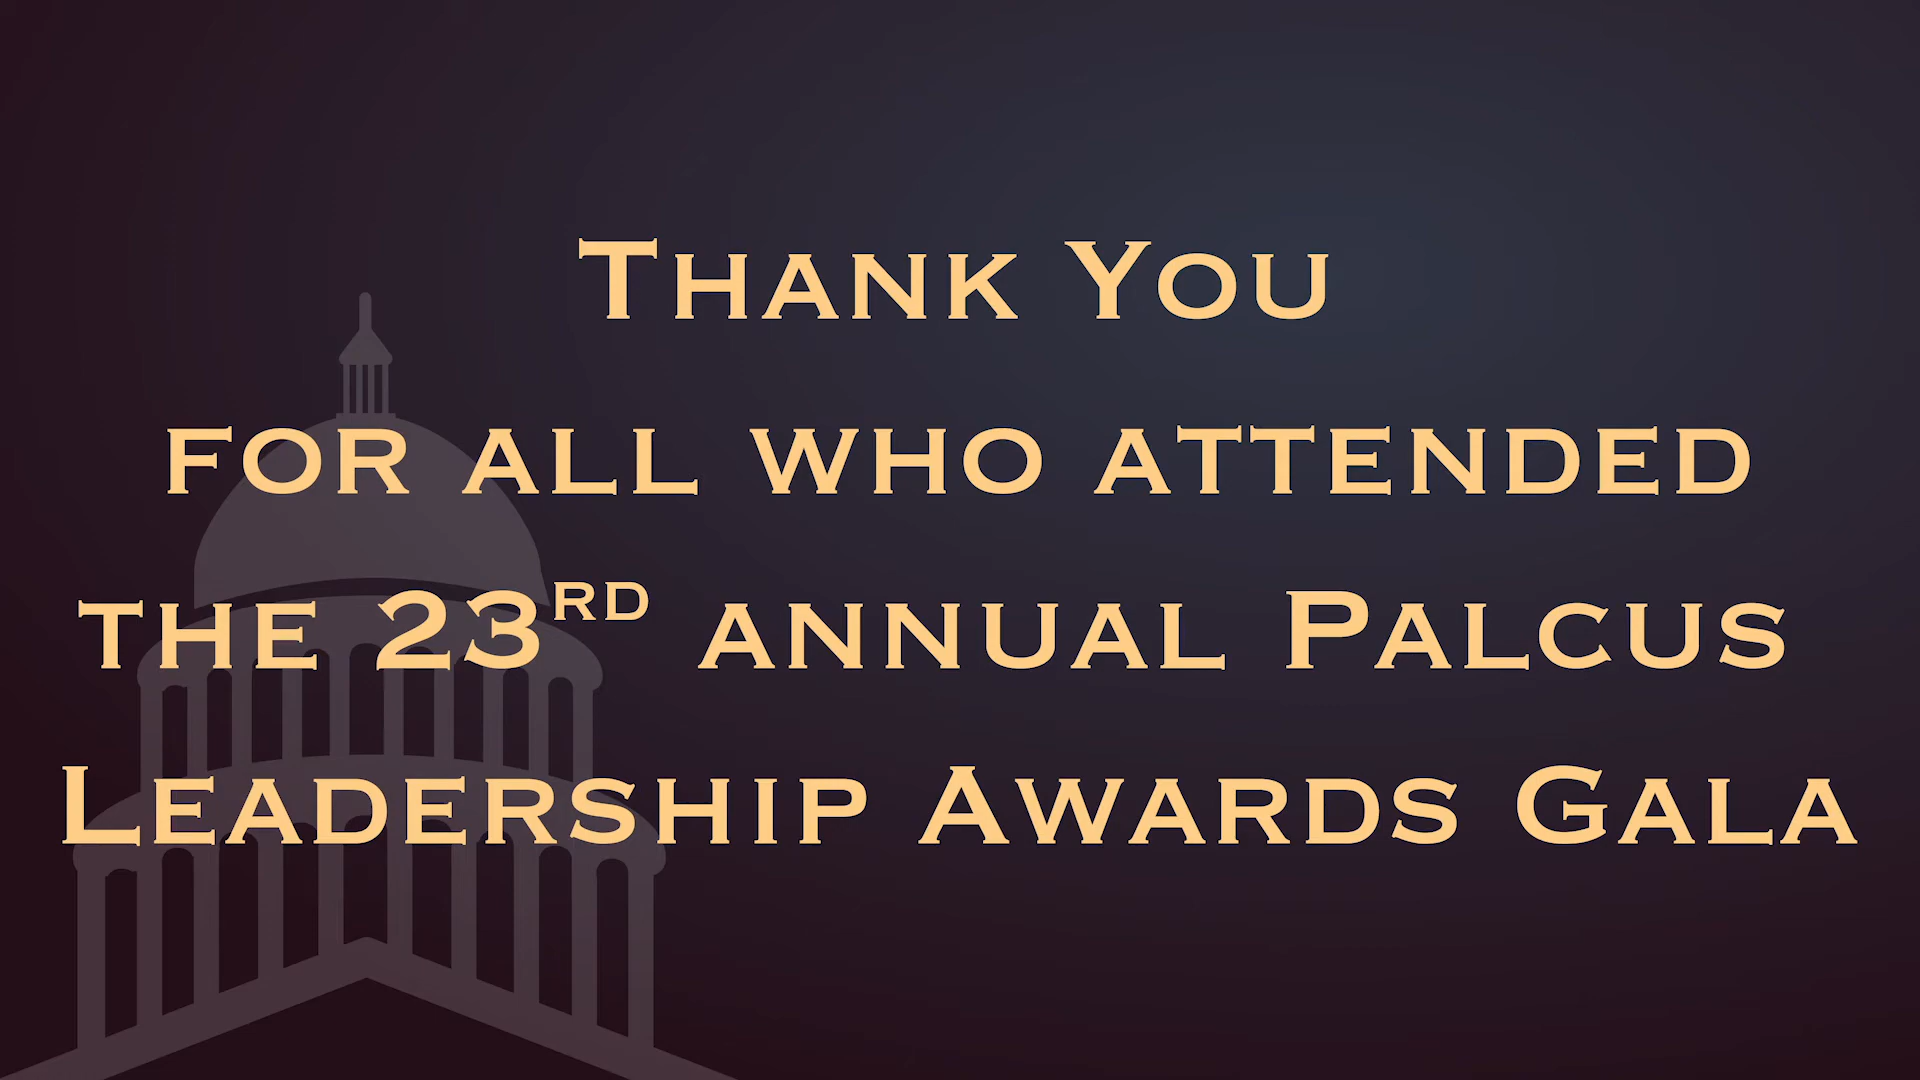 Thank You
for all who attended
the 23rd annual Palcus
Leadership Awards Gala